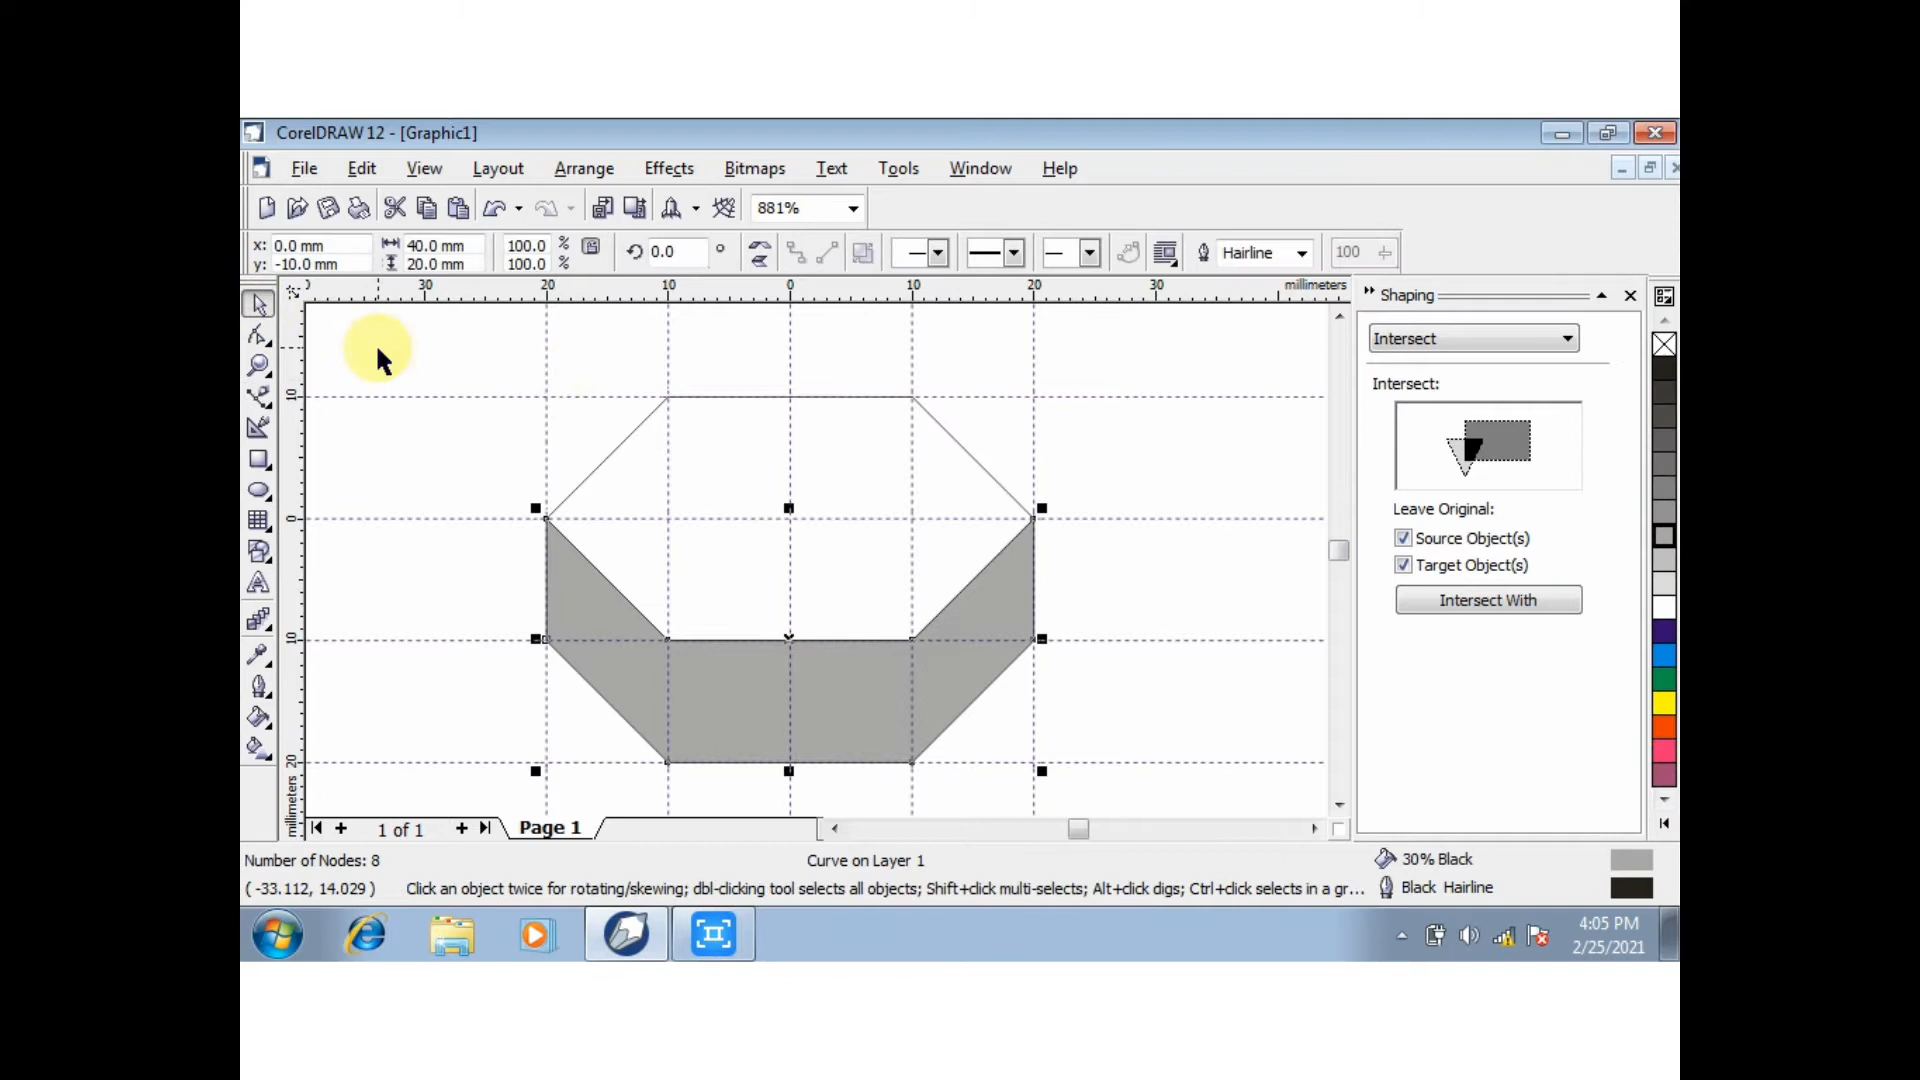 CorelDRAW 12 - [Graphic1]
File Edit View Layout Arrange Effects Bitmaps Text Tools Window Help
881%
x: 0.0 mm 40.0 mm 100.0 % 0.0 ° Hairline 100
y: -10.0 mm 20.0 mm 100.0 %
30 20 10 0 10 20 30 millimeters
10
0
10
20
millimeters
Shaping
Intersect
Intersect:
Leave Original:
Source Object(s)
Target Object(s)
Intersect With
1 of 1 Page 1
Number of Nodes: 8 Curve on Layer 1 30% Black
( -33.112, 14.029 ) Click an object twice for rotating/skewing; dbl-clicking tool selects all objects; Shift+click multi-selects; Alt+click digs; Ctrl+click selects in a gr... Black Hairline
4:05 PM
2/25/2021